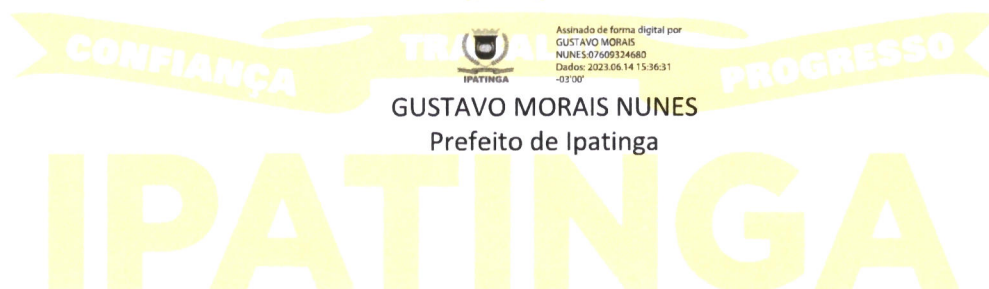 CONFIANÇA
TRABAL
PROGRESSO
IPATINGA
Assinado de forma digital por
GUSTAVO MORAIS
NUNES:07609324680
Dados: 2023.06.14 15:36:31
-03'00'
GUSTAVO MORAIS NUNES
Prefeito de Ipatinga
IPATINGA